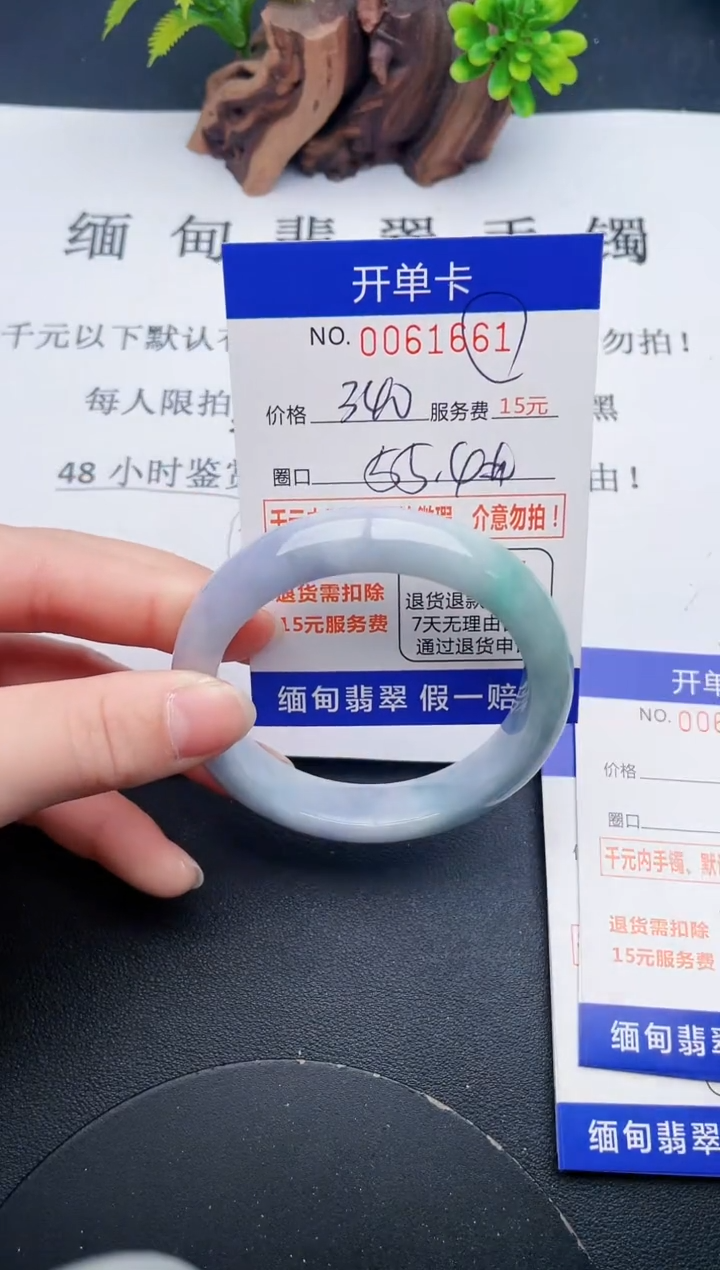 缅甸翡翠手镯
开单卡
千元以下默认
勿拍！
NO. 0061661
每人限拍
黑
价格 340 服务费 15元
48小时鉴赏
由！
圈口 55.4
介意勿拍！
退货需扣除
15元服务费
退货退款
7天无理由
通过退货申
缅甸翡翠 假一赔
开单
NO. 006
价格
圈口
千元内手镯、默
退货需扣除
15元服务费
缅甸翡翠
缅甸翡翠